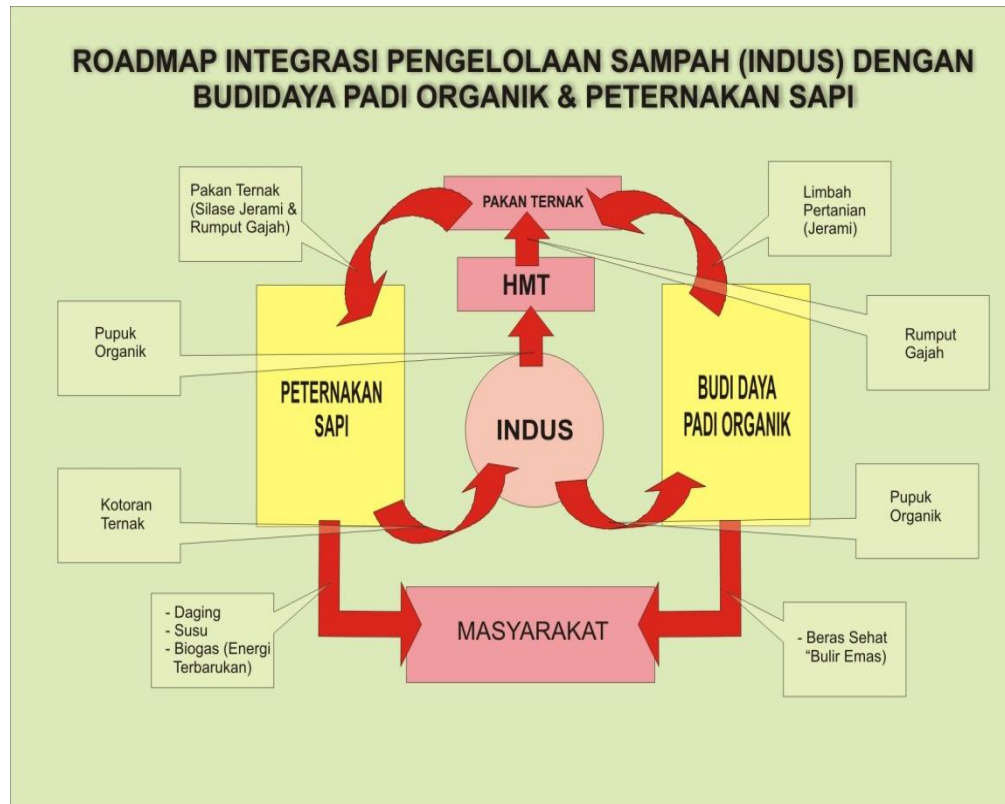 ROADMAP INTEGRASI PENGELOLAAN SAMPAH (INDUS) DENGAN
BUDIDAYA PADI ORGANIK & PETERNAKAN SAPI
Pakan Ternak
(Silase Jerami &
Rumput Gajah)
PAKAN TERNAK
Limbah
Pertanian
(Jerami)
HMT
Pupuk
Organik
Rumput
Gajah
PETERNAKAN
SAPI
INDUS
BUDI DAYA
PADI ORGANIK
Kotoran
Ternak
Pupuk
Organik
- Daging
- Susu
- Biogas (Energi
Terbarukan)
MASYARAKAT
- Beras Sehat
“Bulir Emas)